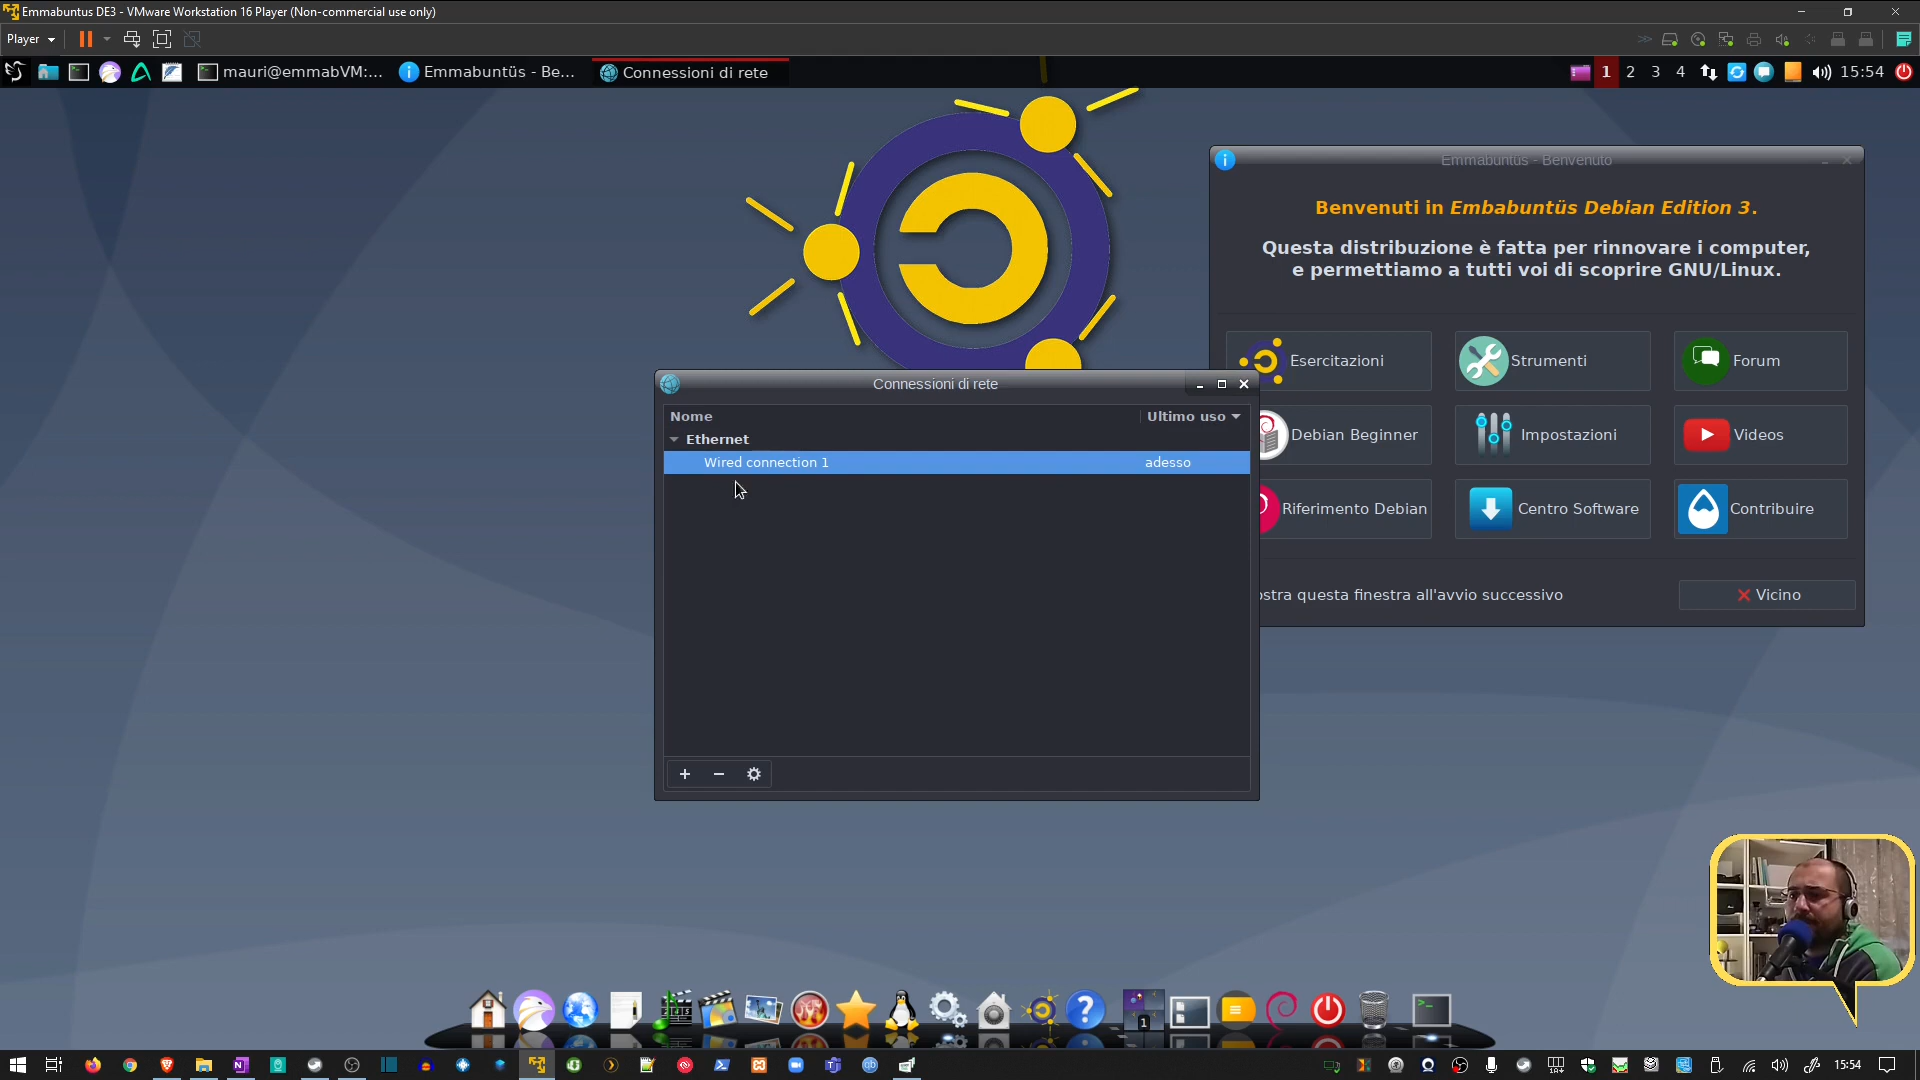 Emmabuntus DE3 - VMware Workstation 16 Player (Non-commercial use only)
Player
mauri@emmabVM:...
Emmabuntüs - Be...
Connessioni di rete
1 2 3 4
15:54
Emmabuntüs - Benvenuto
Benvenuti in Embabuntüs Debian Edition 3.
Questa distribuzione è fatta per rinnovare i computer,
e permettiamo a tutti voi di scoprire GNU/Linux.
Esercitazioni
Strumenti
Forum
Debian Beginner
Impostazioni
Videos
Riferimento Debian
Centro Software
Contribuire
ostra questa finestra all'avvio successivo
Vicino
Connessioni di rete
Nome
Ultimo uso
Ethernet
Wired connection 1
adesso
1
15:54